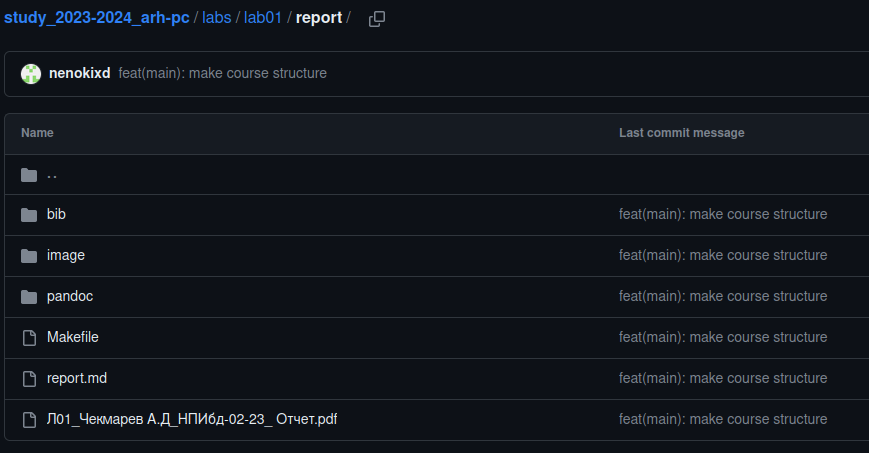 study_2023-2024_arh-pc / labs / lab01 / report /
nenokixd feat(main): make course structure
Name Last commit message
..
bib feat(main): make course structure
image feat(main): make course structure
pandoc feat(main): make course structure
Makefile feat(main): make course structure
report.md feat(main): make course structure
Л01_Чекмарев А.Д_НПИбд-02-23_ Отчет.pdf feat(main): make course structure